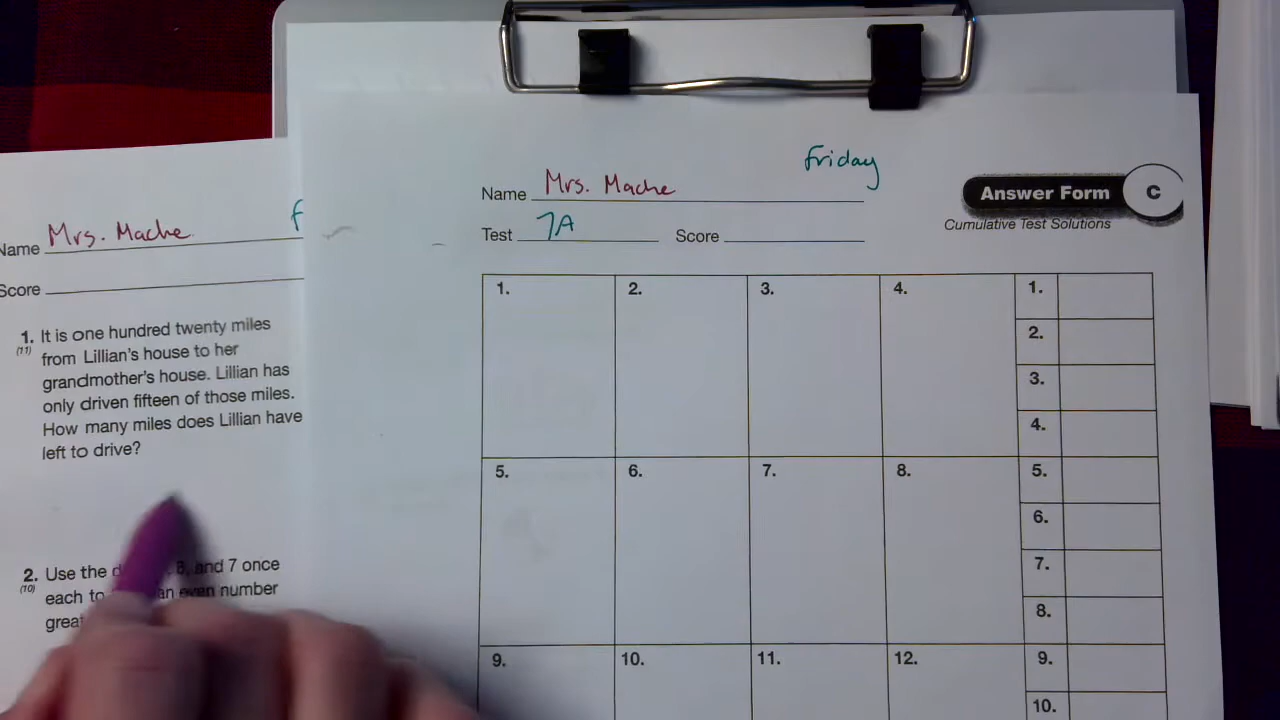 Name Mrs. Mache
Score
1. It is one hundred twenty miles
(11) from Lillian's house to her
grandmother's house. Lillian has
only driven fifteen of those miles.
How many miles does Lillian have
left to drive?
2. Use the 8, and 7 once
(10) each to an even number
Friday
Name Mrs. Mache
Answer Form C
Cumulative Test Solutions
Test 7A Score
1. 2. 3. 4. 1.
2.
3.
4.
5. 6. 7. 8. 5.
6.
7.
8.
9. 10. 11. 12. 9.
10.